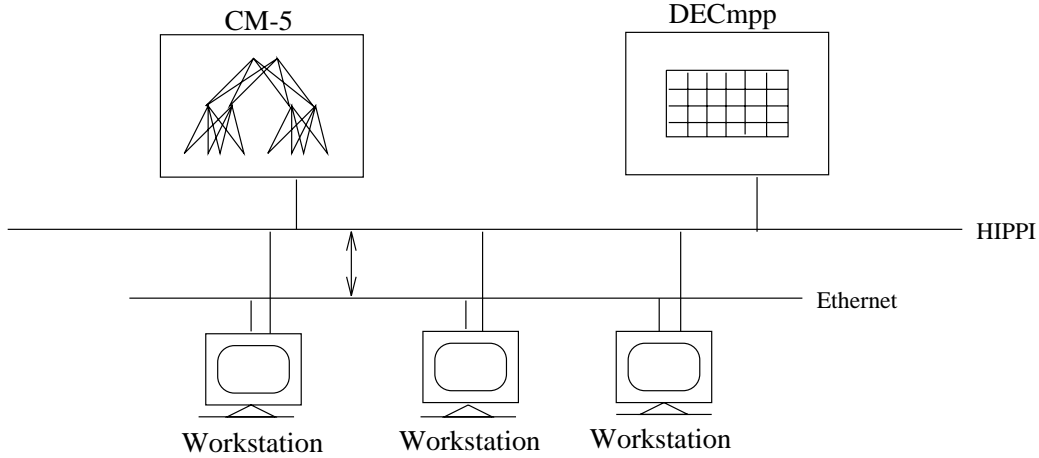 CM-5
DECmpp
HIPPI
Ethernet
Workstation
Workstation
Workstation